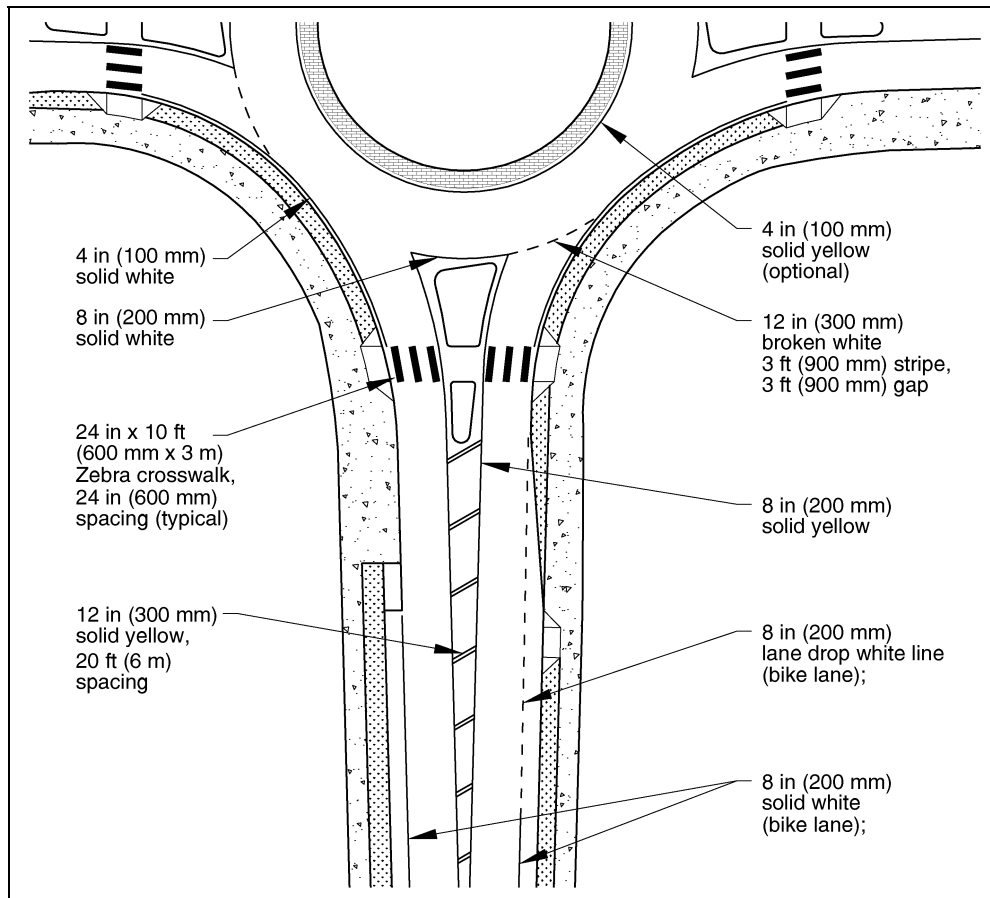 4 in (100 mm)
solid white
8 in (200 mm)
solid white
24 in x 10 ft
(600 mm x 3 m)
Zebra crosswalk,
24 in (600 mm)
spacing (typical)
12 in (300 mm)
solid yellow,
20 ft (6 m)
spacing
4 in (100 mm)
solid yellow
(optional)
12 in (300 mm)
broken white
3 ft (900 mm) stripe,
3 ft (900 mm) gap
8 in (200 mm)
solid yellow
8 in (200 mm)
lane drop white line
(bike lane);
8 in (200 mm)
solid white
(bike lane);